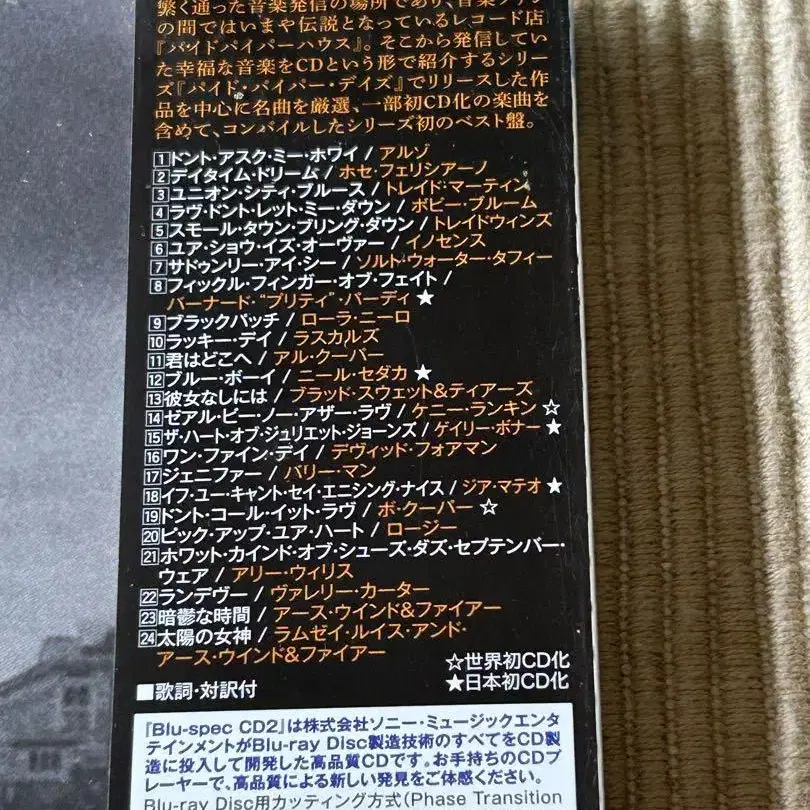 繁く通った音楽発信の場所であり、音楽ファン
の間ではいまや伝説となっているレコード店
『パイドパイパーハウス』。そこから発信してい
た幸福な音楽をCDという形で紹介するシリー
ズ『パイド・パイパー・デイズ』でリリースした作
品を中心に名曲を厳選、一部初CD化の楽曲を
含めて、コンパイルしたシリーズ初のベスト盤。
1 ドント・アスク・ミー・ホワイ / アルゾ
2 デイタイム・ドリーム / ホセ・フェリシアーノ
3 ユニオン・シティ・ブルース / トレイド・マーティン
4 ラヴ・ドント・レット・ミー・ダウン / ボビー・ブルーム
5 スモール・タウン・ブリング・ダウン / トレイドウィンズ
6 ユア・ショウ・イズ・オーヴァー / イノセンス
7 サドゥンリー・アイ・シー / ソルト・ウォーター・タフィー
8 フィックル・フィンガー・オブ・フェイト /
バーナード・“プリティ”・パーディ ★
9 ブラックパッチ / ローラ・ニーロ
10 ラッキー・デイ / ラスカルズ
11 君はどこへ / アル・クーパー
12 ブルー・ボーイ / ニール・セダカ ★
13 彼女なしには / ブラッド・スウェット&ティアーズ
14 ゼアル・ビー・ノー・アザー・ラヴ / ケニー・ランキン ☆
15 ザ・ハート・オブ・ジュリエット・ジョーンズ / ゲイリー・ボナー ★
16 ワン・ファイン・デイ / デヴィッド・フォアマン
17 ジェニファー / バリー・マン
18 イフ・ユー・キャント・セイ・エニシング・ナイス / ジア・マテオ ★
19 ドント・コール・イット・ラヴ / ボ・クーパー ☆
20 ピック・アップ・ユア・ハート / ロージー
21 ホワット・カインド・オブ・シューズ・ダズ・セプテンバー・
ウェア / アリー・ウィリス
22 ランデヴー / ヴァレリー・カーター
23 暗鬱な時間 / アース・ウインド&ファイアー
24 太陽の女神 / ラムゼイ・ルイス・アンド・
アース・ウインド&ファイアー
☆世界初CD化
★日本初CD化
■歌詞・対訳付
『Blu-spec CD2』は株式会社ソニー・ミュージックエンタ
テインメントがBlu-ray Disc製造技術のすべてをCD製
造に投入して開発した高品質CDです。お手持ちのCDプ
レーヤーで、高品質による新しい発見をご体感ください。
Blu-ray Disc用カッティング方式(Phase Transition